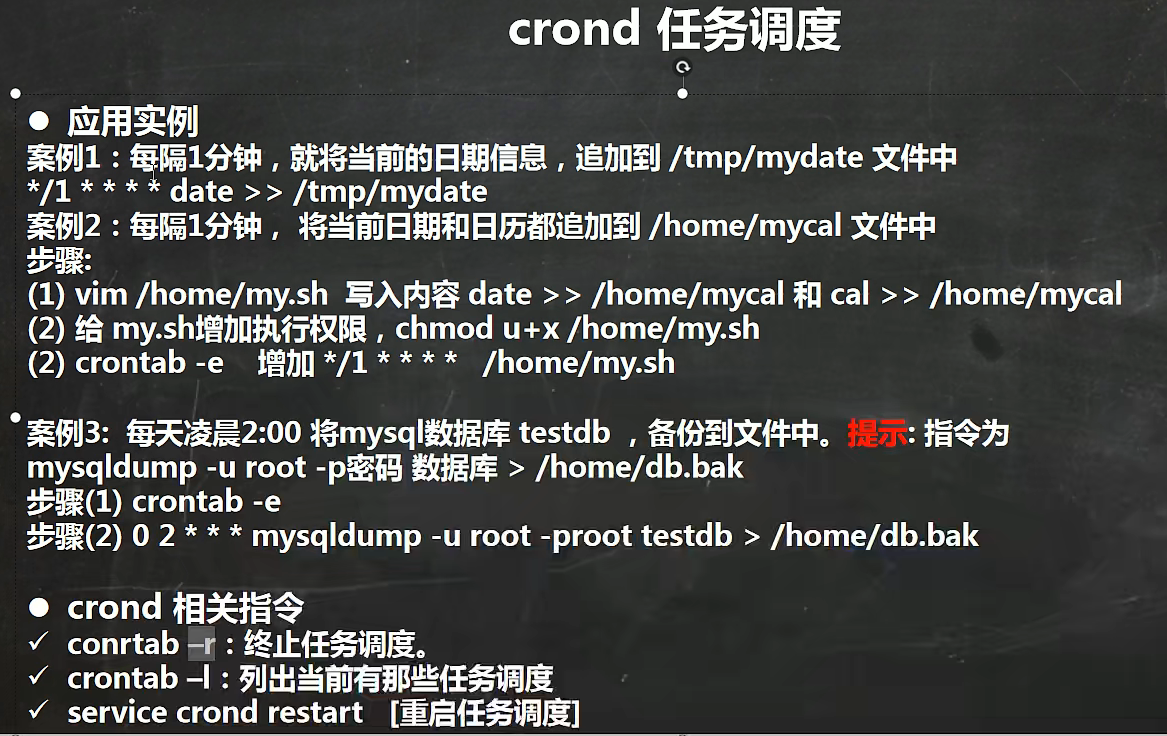 crond 任务调度
● 应用实例
案例1：每隔1分钟，就将当前的日期信息，追加到 /tmp/mydate 文件中
*/1 * * * * date >> /tmp/mydate
案例2：每隔1分钟， 将当前日期和日历都追加到 /home/mycal 文件中
步骤:
(1) vim /home/my.sh 写入内容 date >> /home/mycal 和 cal >> /home/mycal
(2) 给 my.sh增加执行权限，chmod u+x /home/my.sh
(2) crontab -e 增加 */1 * * * * /home/my.sh
案例3: 每天凌晨2:00 将mysql数据库 testdb ，备份到文件中。提示: 指令为
mysqldump -u root -p密码 数据库 > /home/db.bak
步骤(1) crontab -e
步骤(2) 0 2 * * * mysqldump -u root -proot testdb > /home/db.bak
● crond 相关指令
✓ conrtab –r：终止任务调度。
✓ crontab –l：列出当前有那些任务调度
✓ service crond restart [重启任务调度]